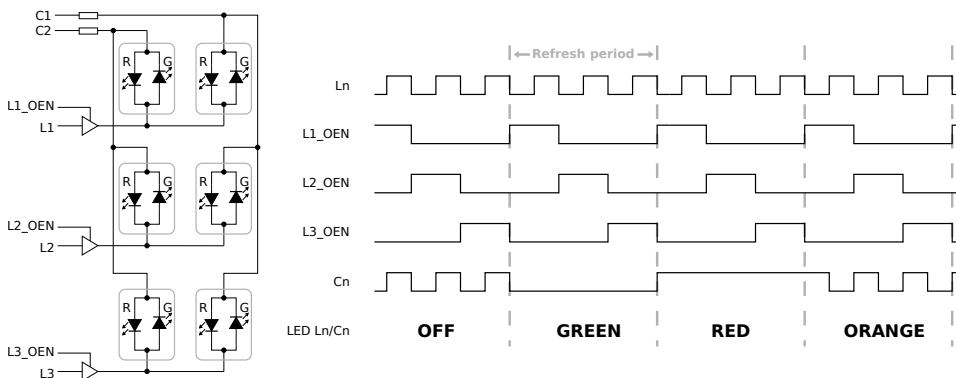 C1
C2
R G R G
L1_OEN
L1
R G R G
L2_OEN
L2
R G R G
L3_OEN
L3
Refresh period
Ln
L1_OEN
L2_OEN
L3_OEN
Cn
LED Ln/Cn OFF GREEN RED ORANGE